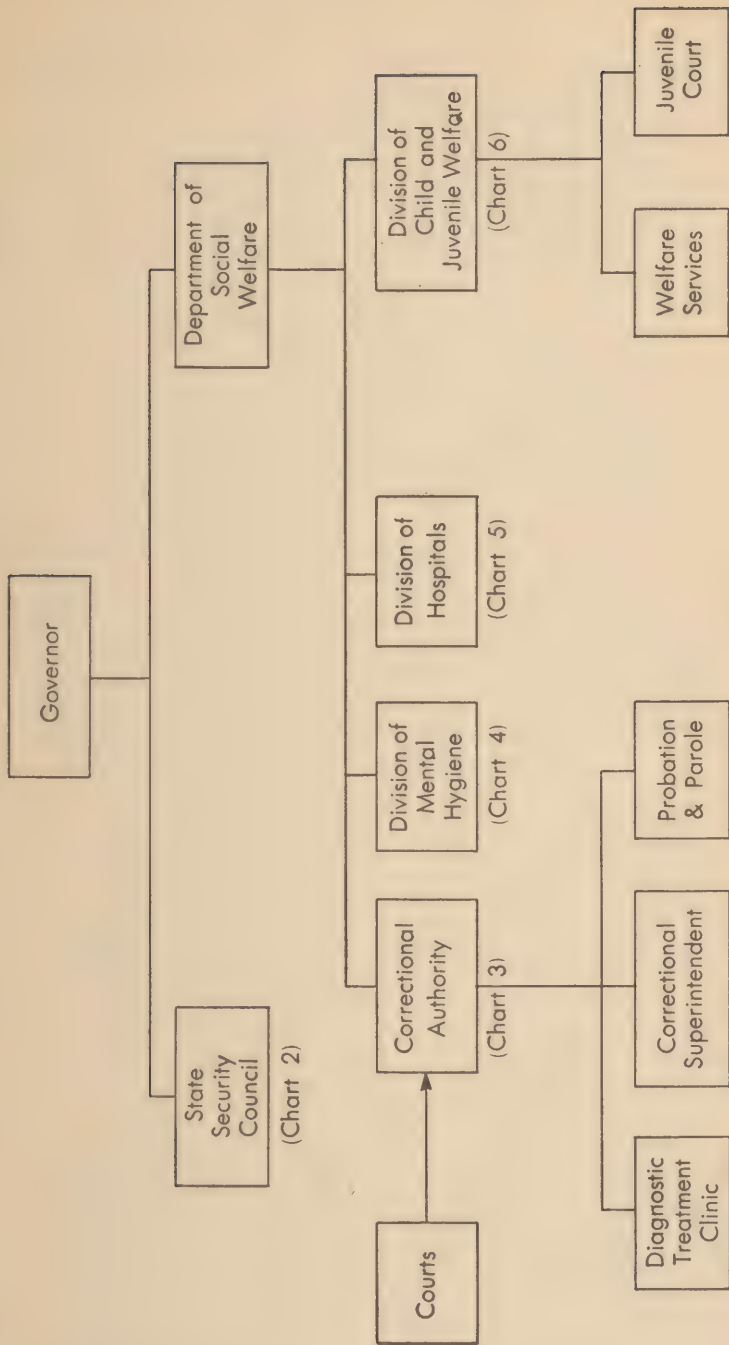 Governor
State
Security
Council
(Chart 2)
Department of
Social
Welfare
Courts
Correctional
Authority
(Chart 3)
Division of
Mental
Hygiene
(Chart 4)
Division of
Hospitals
(Chart 5)
Division of
Child and
Juvenile Welfare
(Chart 6)
Diagnostic
Treatment
Clinic
Correctional
Superintendent
Probation
& Parole
Welfare
Services
Juvenile
Court